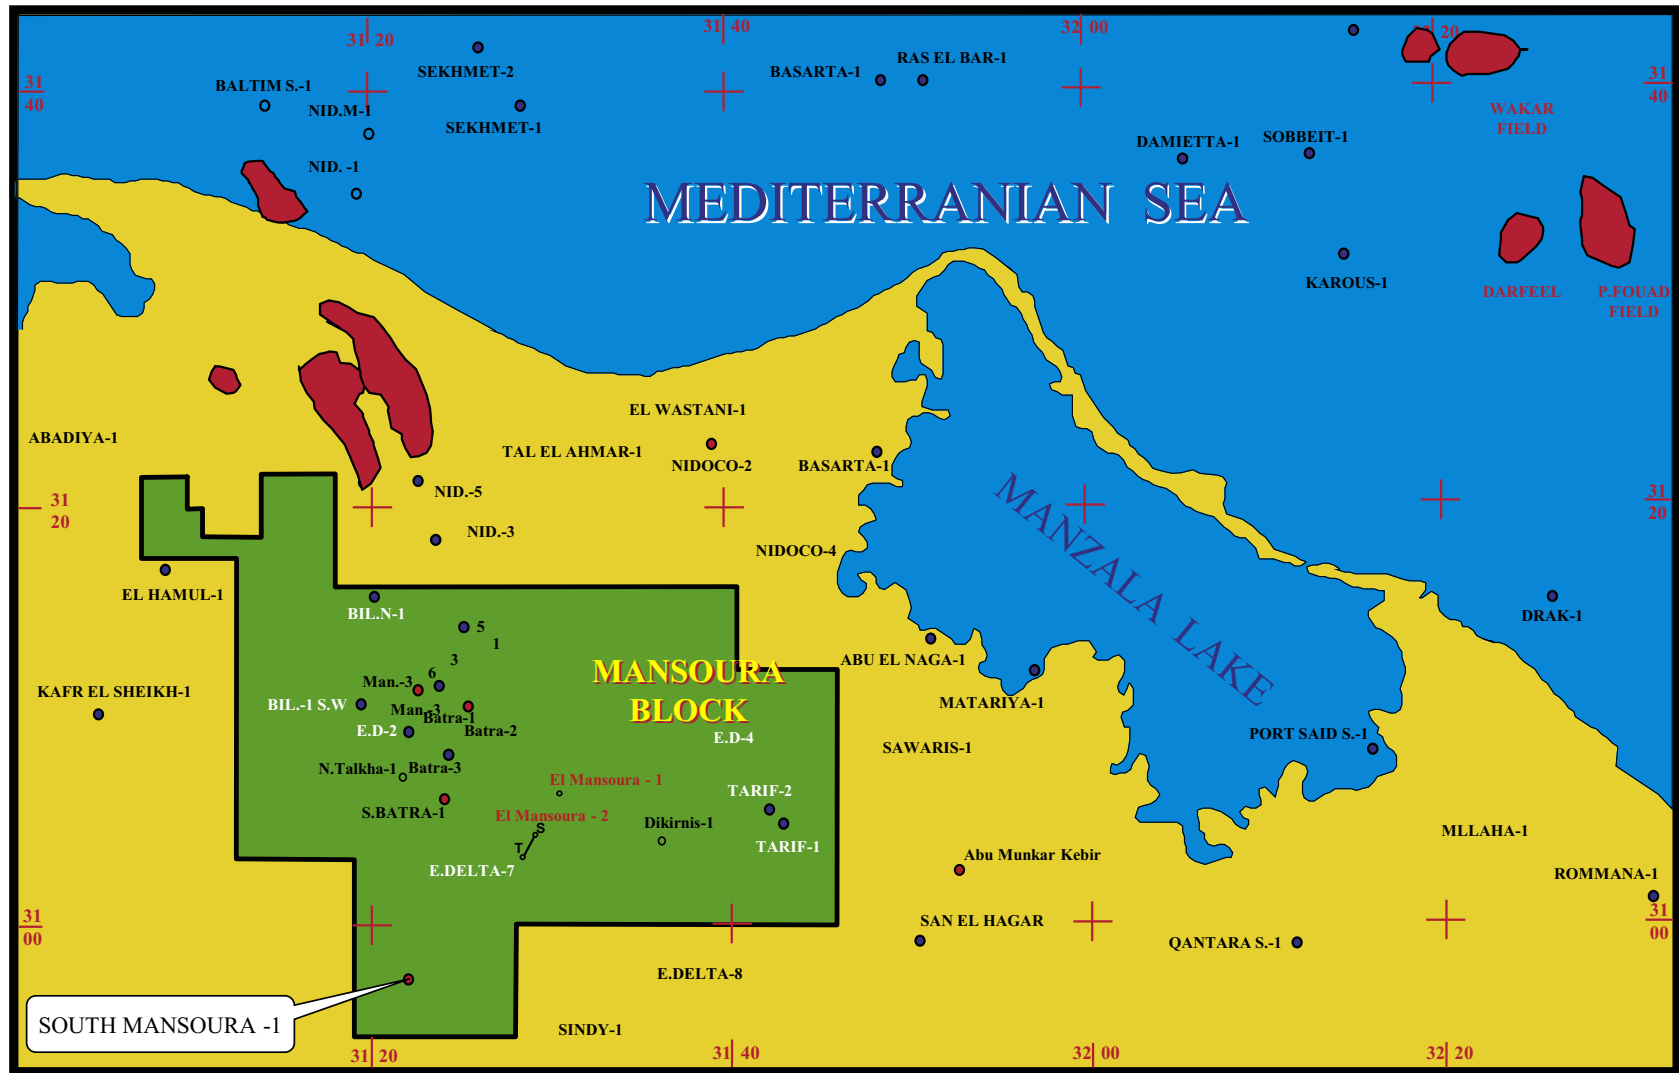 31 20
31 40
32 00
20
SEKHMET-2
BASARTA-1
RAS EL BAR-1
31
40
BALTIM S.-1
NID.M-1
SEKHMET-1
31
40
WAKAR
FIELD
DAMIETTA-1
SOBBEIT-1
NID. -1
MEDITERRANIAN SEA
KAROUS-1
DARFEEL
P.FOUAD
FIELD
EL WASTANI-1
ABADIYA-1
TAL EL AHMAR-1
NIDOCO-2
BASARTA-1
NID.-5
31
20
MANZALA LAKE
31
20
NID.-3
NIDOCO-4
EL HAMUL-1
BIL.N-1
DRAK-1
5
1
3
6
ABU EL NAGA-1
MANSOURA
BLOCK
KAFR EL SHEIKH-1
Man.-3
BIL.-1 S.W
Man.-3
Batra-1
MATARIYA-1
E.D-2
Batra-2
E.D-4
SAWARIS-1
PORT SAID S.-1
N.Talkha-1
Batra-3
El Mansoura - 1
TARIF-2
S.BATRA-1
El Mansoura - 2
Dikirnis-1
S
T
TARIF-1
MLLAHA-1
E.DELTA-7
Abu Munkar Kebir
ROMMANA-1
31
00
SAN EL HAGAR
QANTARA S.-1
31
00
E.DELTA-8
SOUTH MANSOURA -1
SINDY-1
31 20
31 40
32 00
32 20